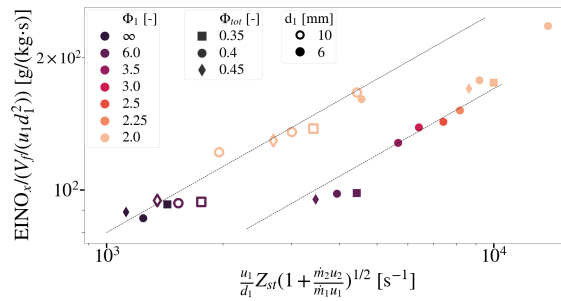 Φ₁ [-]
∞
6.0
3.5
3.0
2.5
2.25
2.0
Φₜₒₜ [-]
0.35
0.4
0.45
d₁ [mm]
10
6
EINOₓ/(V_f/(u₁d₁²)) [g/(kg·s)]
2 × 10²
10²
10³
10⁴
u₁/d₁ Z_st(1 + ṁ₂u₂/ṁ₁u₁)^1/2 [s⁻¹]